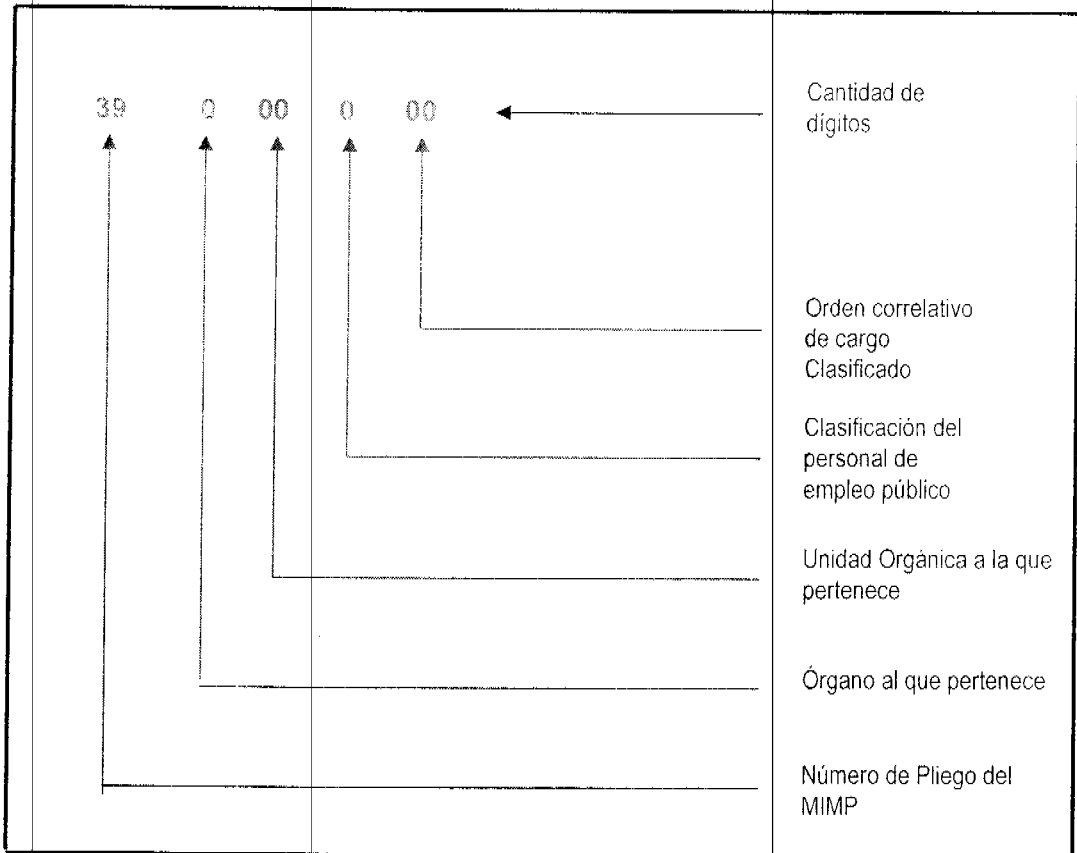 39 0 00 0 00
Cantidad de
dígitos
Orden correlativo
de cargo
Clasificado
Clasificación del
personal de
empleo público
Unidad Orgánica a la que
pertenece
Órgano al que pertenece
Número de Pliego del
MIMP